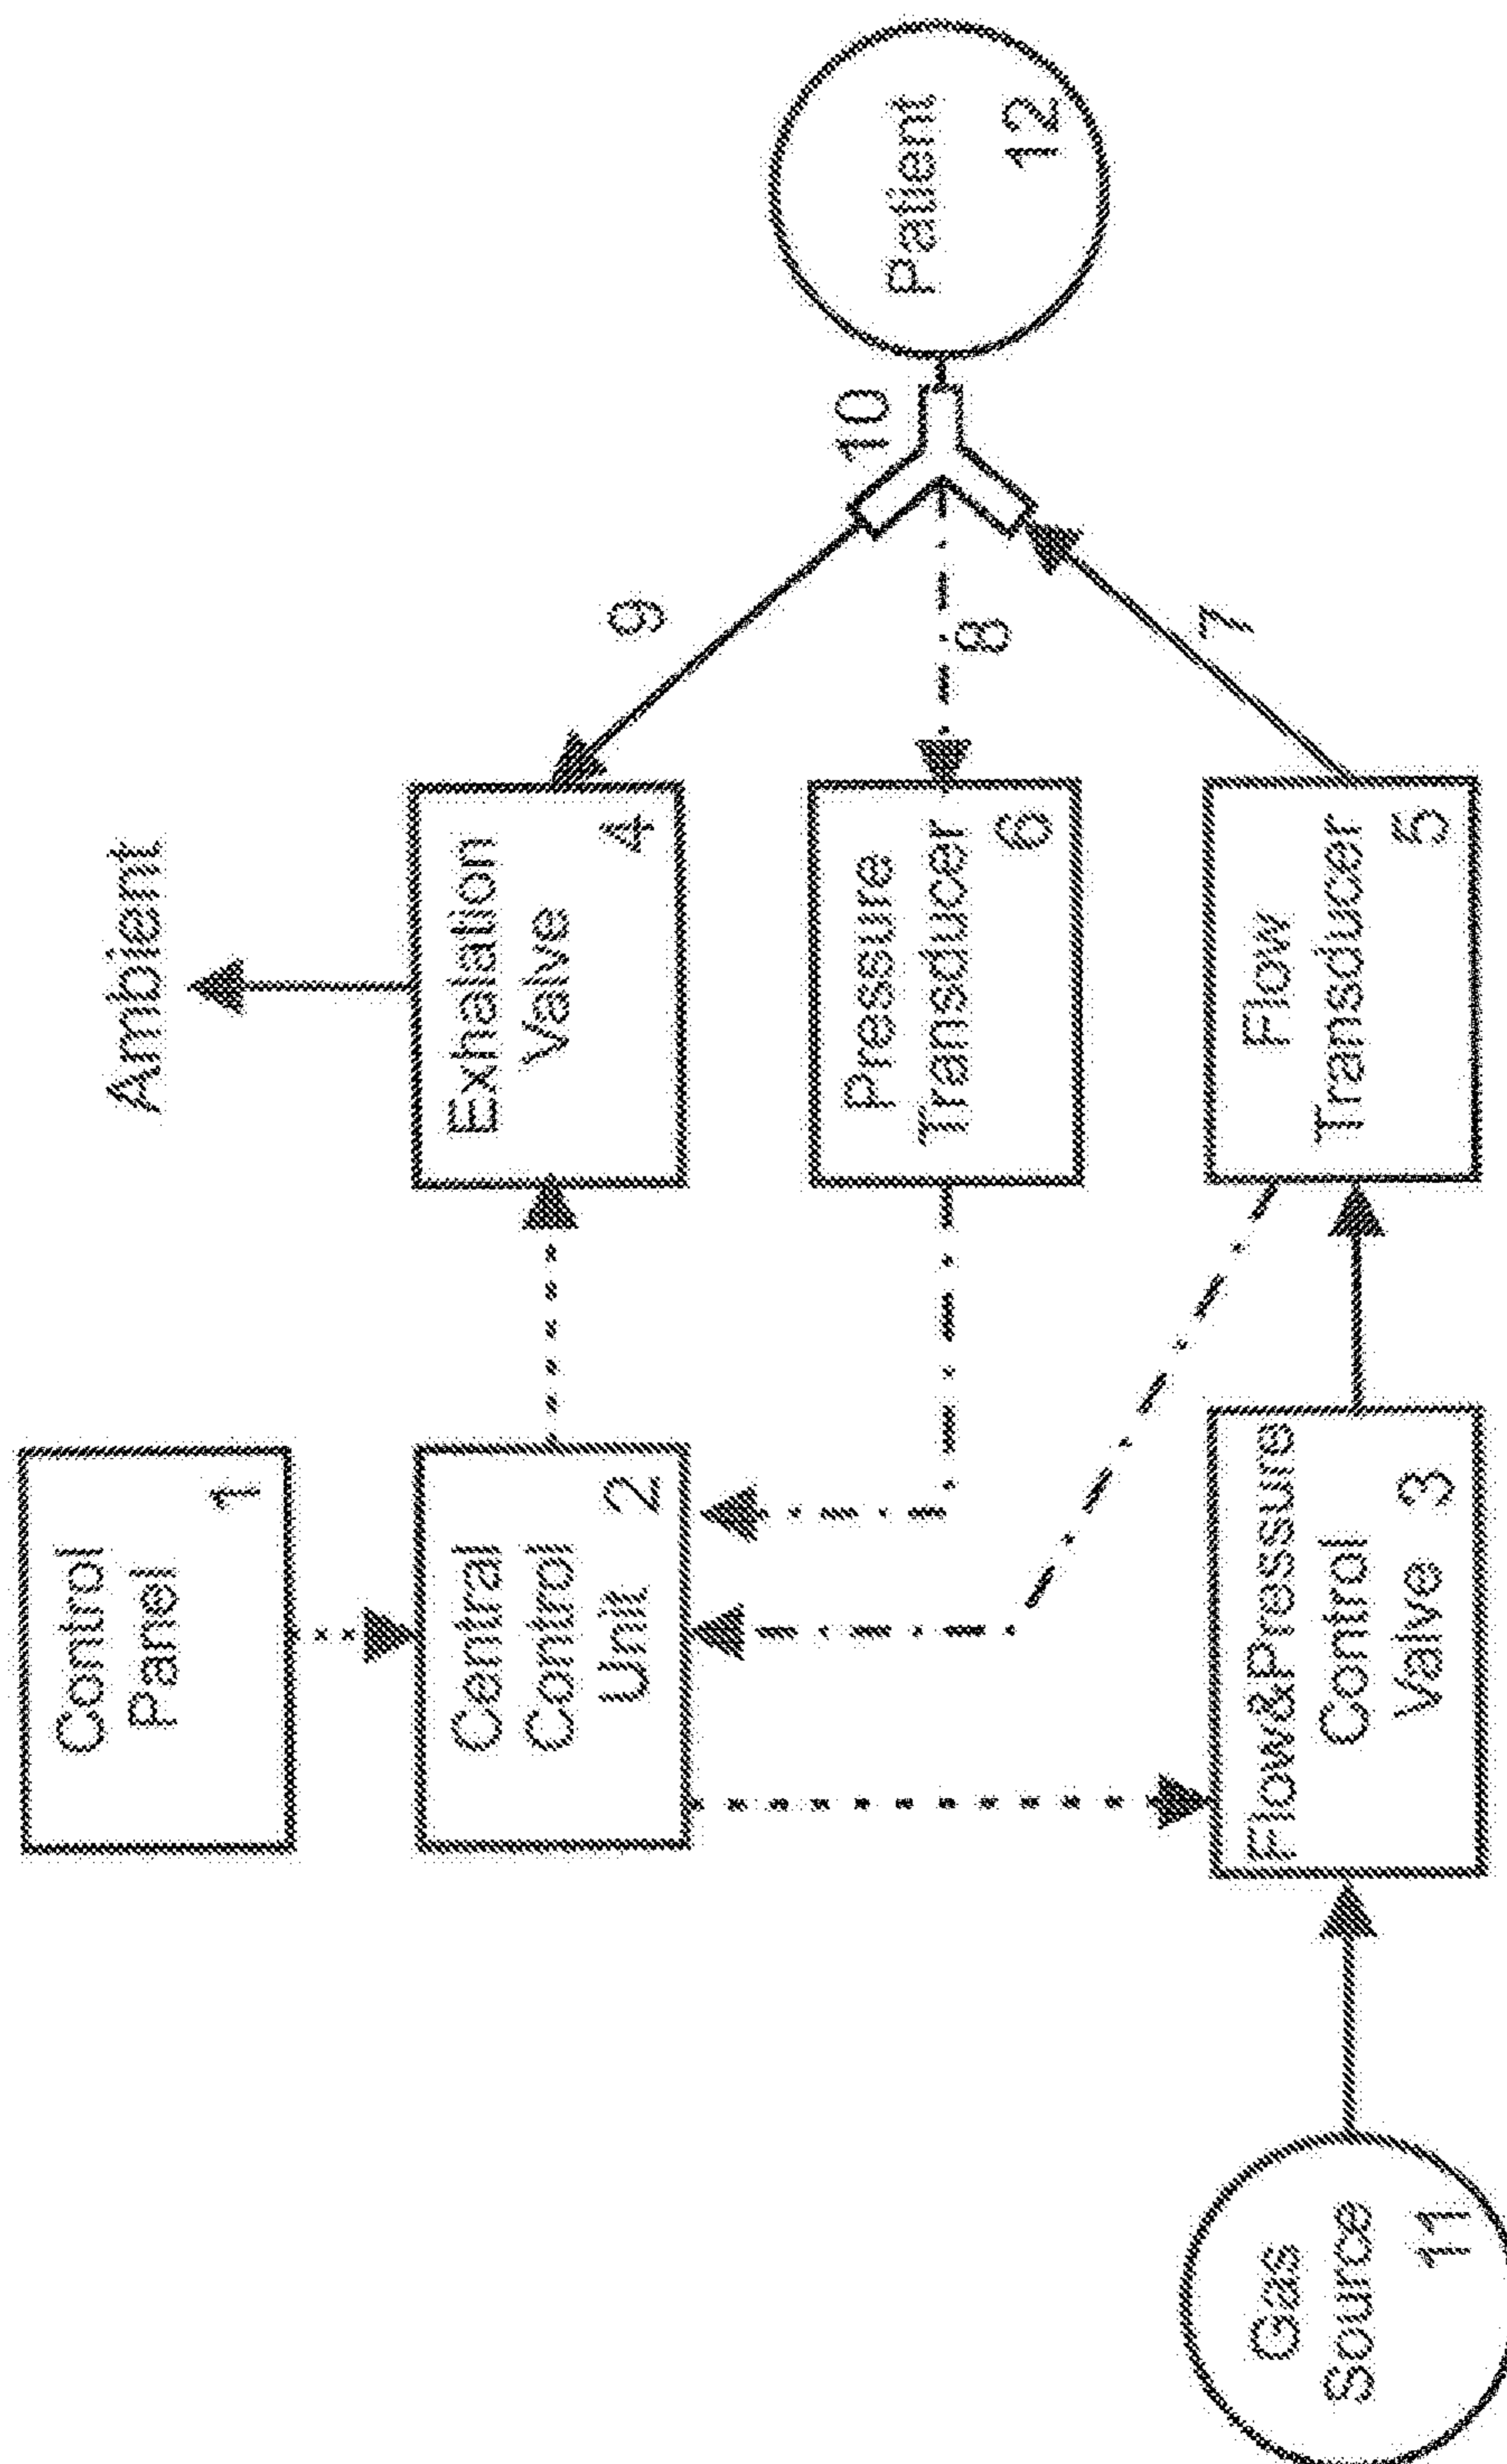 Ambient
Control
Panel
1
Central
Control
Unit
2
Exhalation
Valve
4
9
10
Patient
12
Pressure
Transducer
6
8
Gas
Source
11
Flow&Pressure
Control
Valve 3
Flow
Transducer
5
7